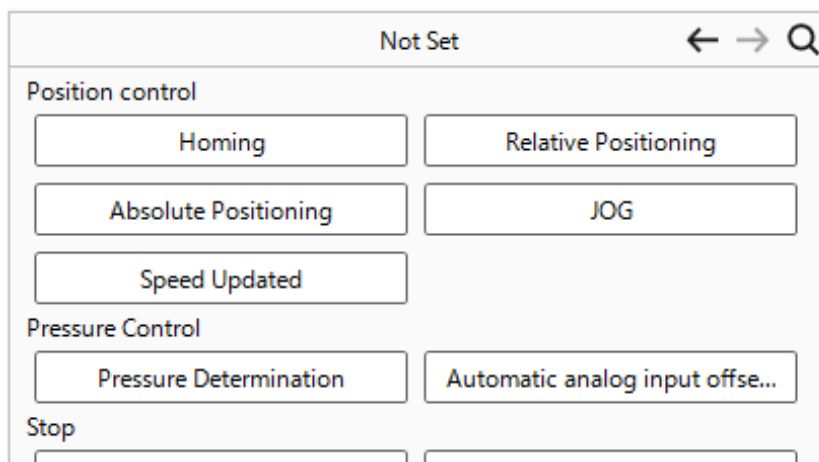 Not Set
Position control
Homing
Relative Positioning
Absolute Positioning
JOG
Speed Updated
Pressure Control
Pressure Determination
Automatic analog input offse...
Stop